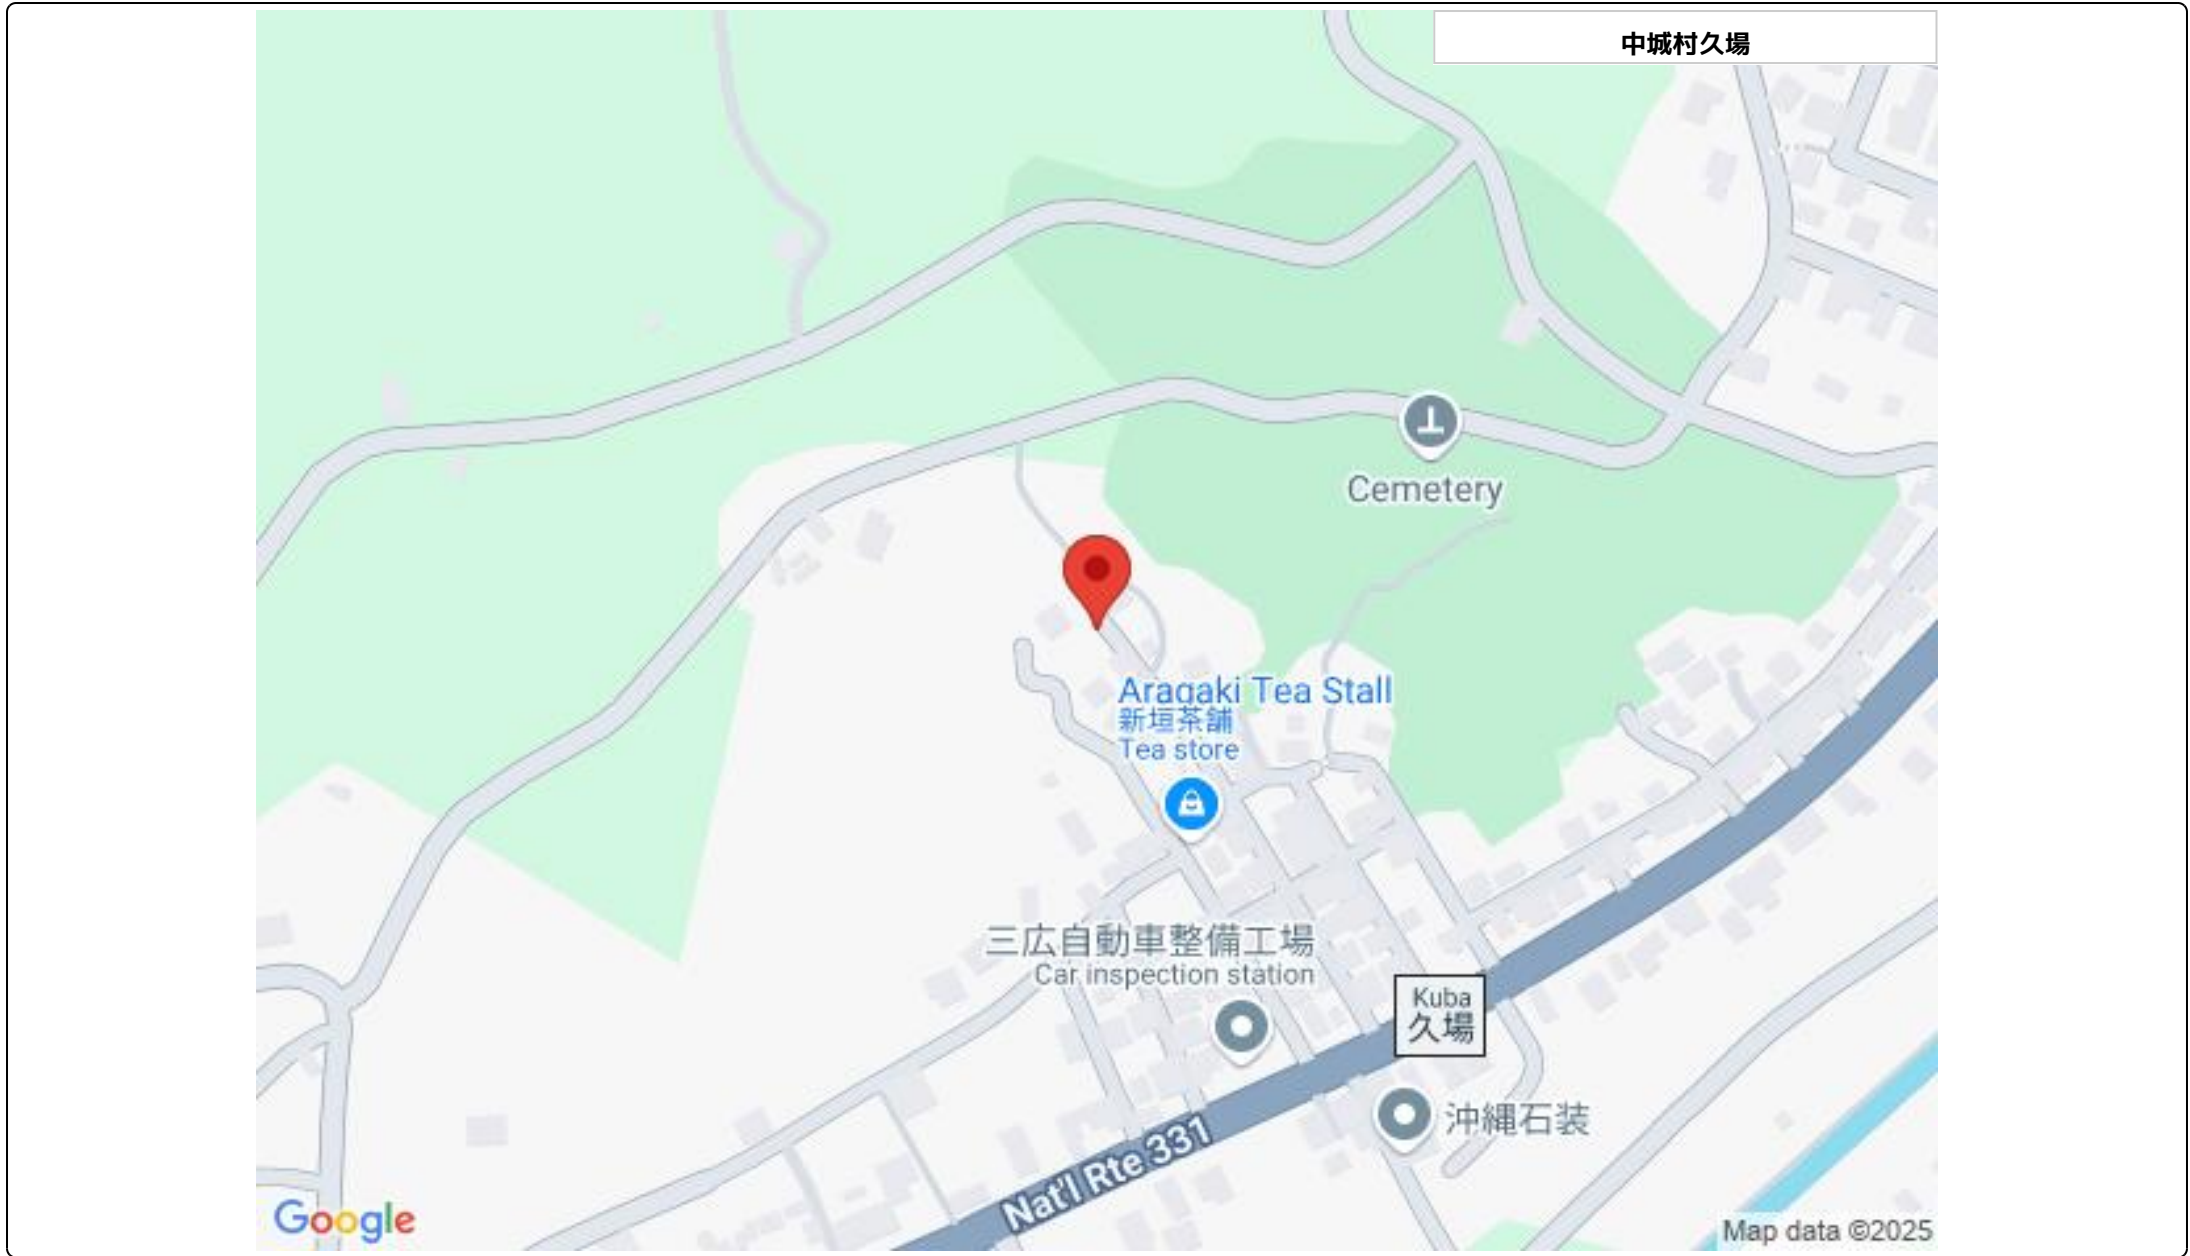 中城村久場
Cemetery
Aragaki Tea Stall
新垣茶舗
Tea store
三広自動車整備工場
Car inspection station
Kuba
久場
沖縄石装
Nat'l Rte 331
Google
Map data ©2025